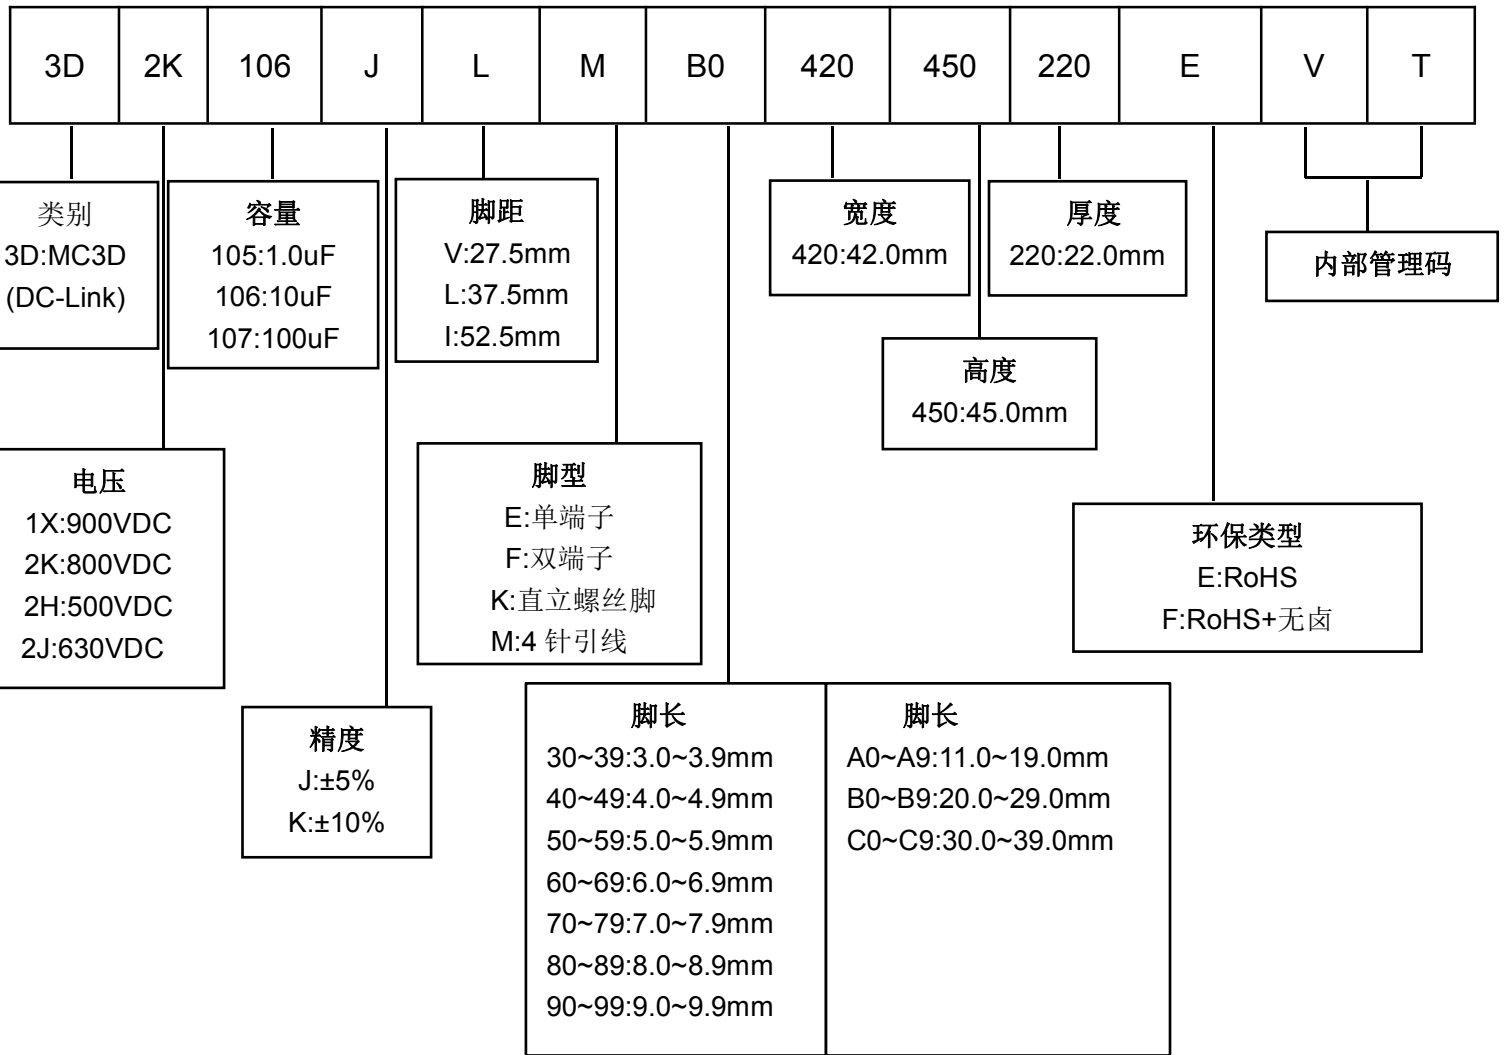 3D 2K 106 J L M B0 420 450 220 E V T
类别
3D:MC3D
(DC-Link)
容量
105:1.0uF
106:10uF
107:100uF
脚距
V:27.5mm
L:37.5mm
I:52.5mm
宽度
420:42.0mm
厚度
220:22.0mm
内部管理码
高度
450:45.0mm
电压
1X:900VDC
2K:800VDC
2H:500VDC
2J:630VDC
脚型
E:单端子
F:双端子
K:直立螺丝脚
M:4 针引线
环保类型
E:RoHS
F:RoHS+无卤
精度
J:±5%
K:±10%
脚长
30~39:3.0~3.9mm
40~49:4.0~4.9mm
50~59:5.0~5.9mm
60~69:6.0~6.9mm
70~79:7.0~7.9mm
80~89:8.0~8.9mm
90~99:9.0~9.9mm
脚长
A0~A9:11.0~19.0mm
B0~B9:20.0~29.0mm
C0~C9:30.0~39.0mm